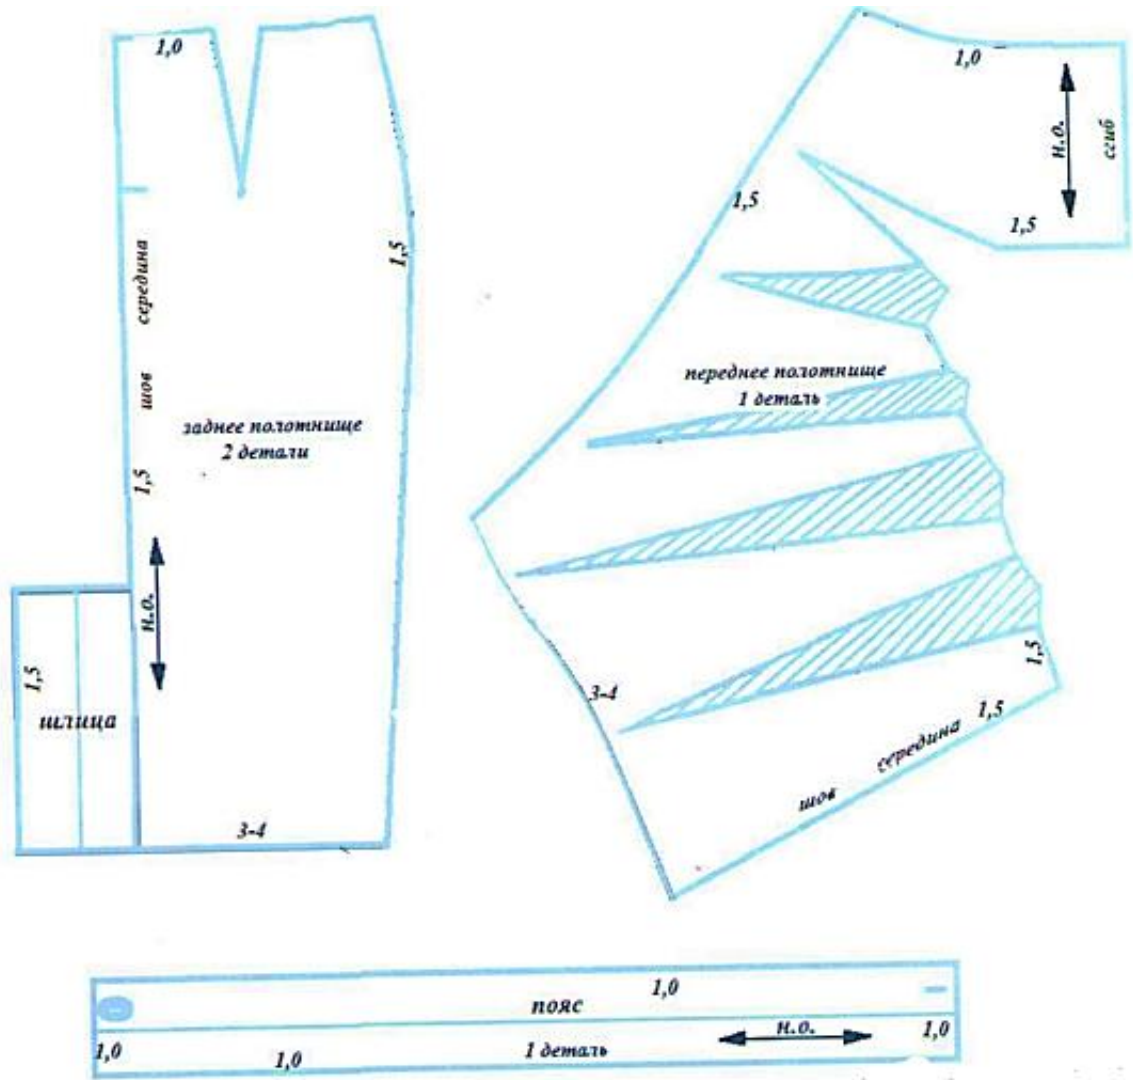 1,0
шов середина
1,5
1,5
заднее полотнище
2 детали
н.о.
1,5
шлица
3-4
1,0
н.о.
сгиб
1,5
1,5
переднее полотнище
1 деталь
3-4
1,5
1,5
шов середина
1,0
пояс
н.о.
1,0
1,0
1,0
1 деталь